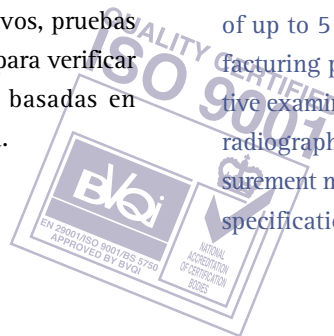 vos, pruebas
para verificar
basadas en
of up to 5
facturing p
tive examin
radiograph
surement m
specificatio
QUALITY CERTIFIE
ISO 9001
BVQi
EN 29001/ISO 9001/BS 5750
APPROVED BY BVQI
NATIONAL
ACCREDITATION
OF CERTIFICATION
BODIES